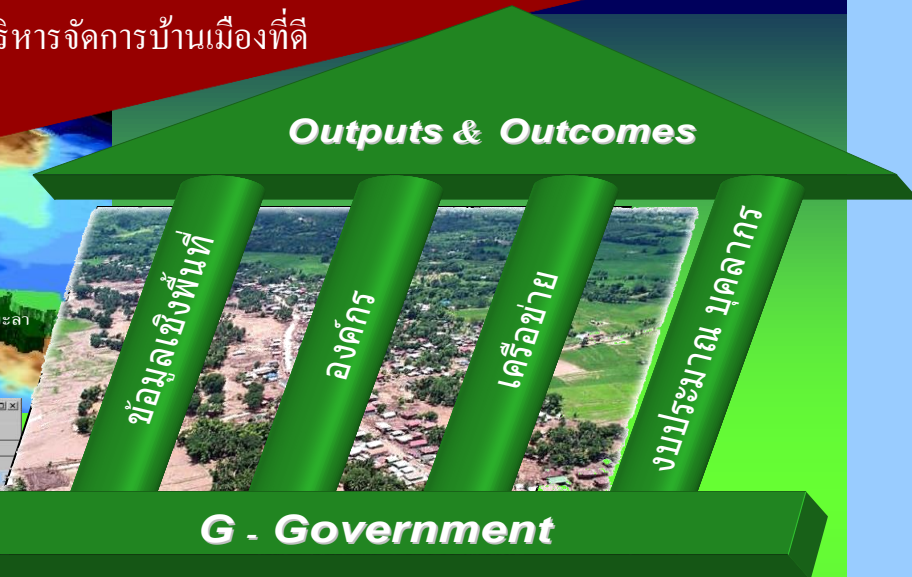 ริหารจัดการบ้านเมืองที่ดี
Outputs & Outcomes
ข้อมูลเชิงพื้นที่
องค์กร
เครือข่าย
งบประมาณ บุคลากร
ะลา
G - Government